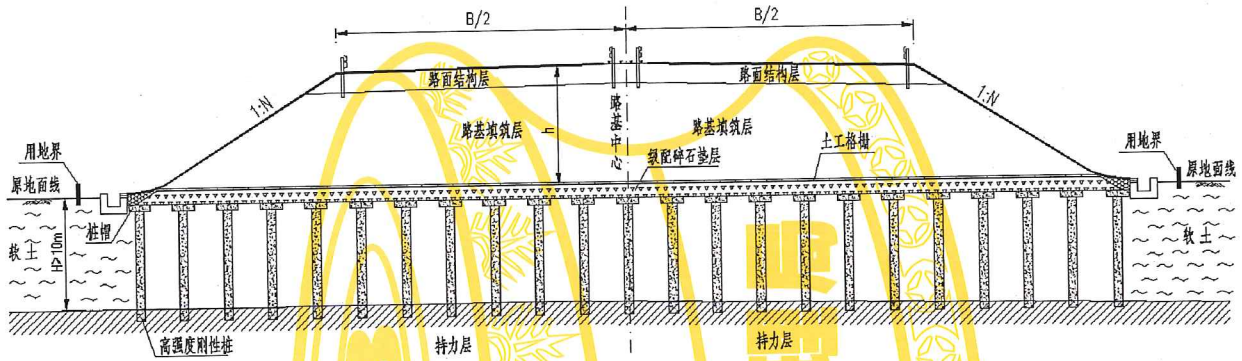 B/2
B/2
路面结构层
路面结构层
1:N
1:N
路基填筑层
h
路基中心
路基填筑层
土工格栅
级配碎石垫层
用地界
用地界
原地面线
原地面线
桩帽
软土
H>10m
软土
高强度刚性桩
持力层
持力层